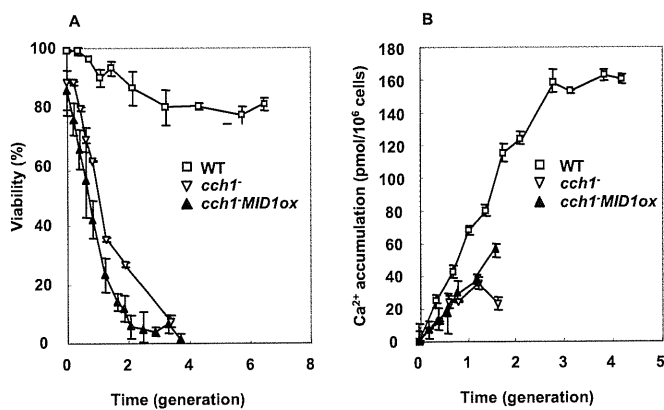 A
Viability (%)
100
80
60
40
20
0
0 2 4 6 8
Time (generation)
WT
cch1⁻
cch1⁻MID1ox
B
Ca²⁺ accumulation (pmol/10⁶ cells)
180
160
140
120
100
80
60
40
20
0
0 1 2 3 4 5
Time (generation)
WT
cch1⁻
cch1⁻MID1ox